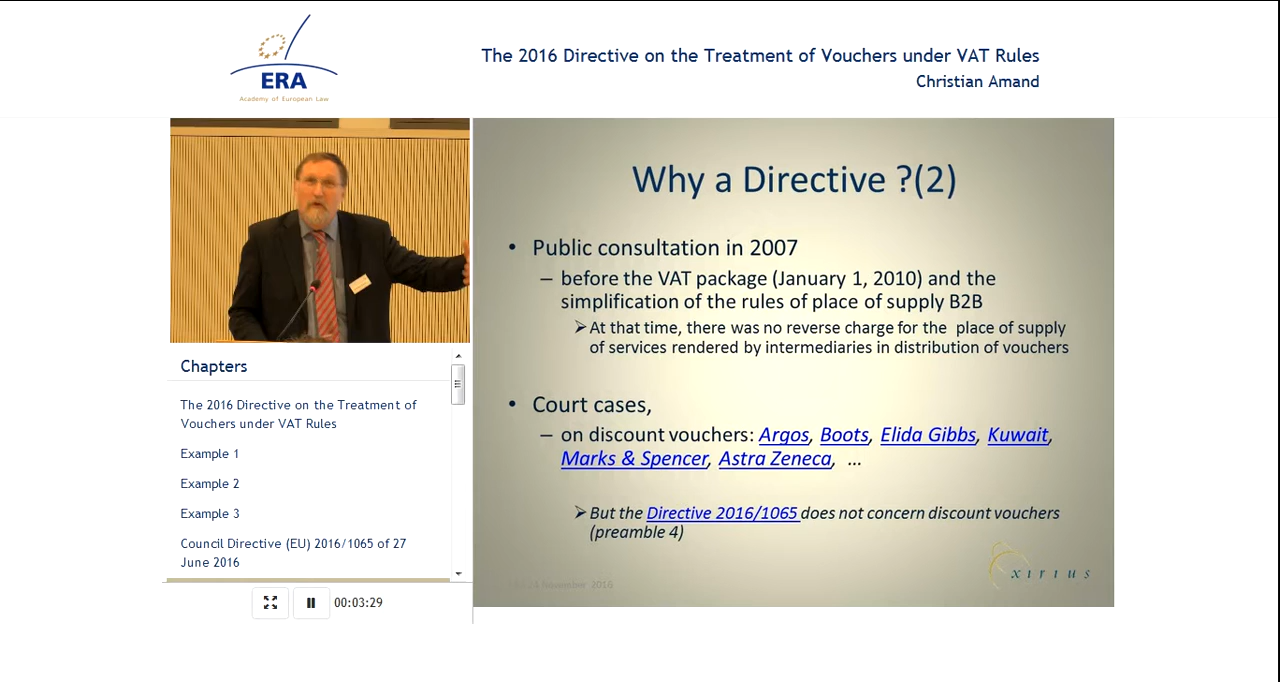 ERA
Academy of European Law
The 2016 Directive on the Treatment of Vouchers under VAT Rules
Christian Amand
Chapters
The 2016 Directive on the Treatment of
Vouchers under VAT Rules
Example 1
Example 2
Example 3
Council Directive (EU) 2016/1065 of 27
June 2016
00:03:29
Why a Directive ?(2)
• Public consultation in 2007
– before the VAT package (January 1, 2010) and the
simplification of the rules of place of supply B2B
➢At that time, there was no reverse charge for the place of supply
of services rendered by intermediaries in distribution of vouchers
• Court cases,
– on discount vouchers: Argos, Boots, Elida Gibbs, Kuwait,
Marks & Spencer, Astra Zeneca, …
➢But the Directive 2016/1065 does not concern discount vouchers
(preamble 4)
2016
xirius